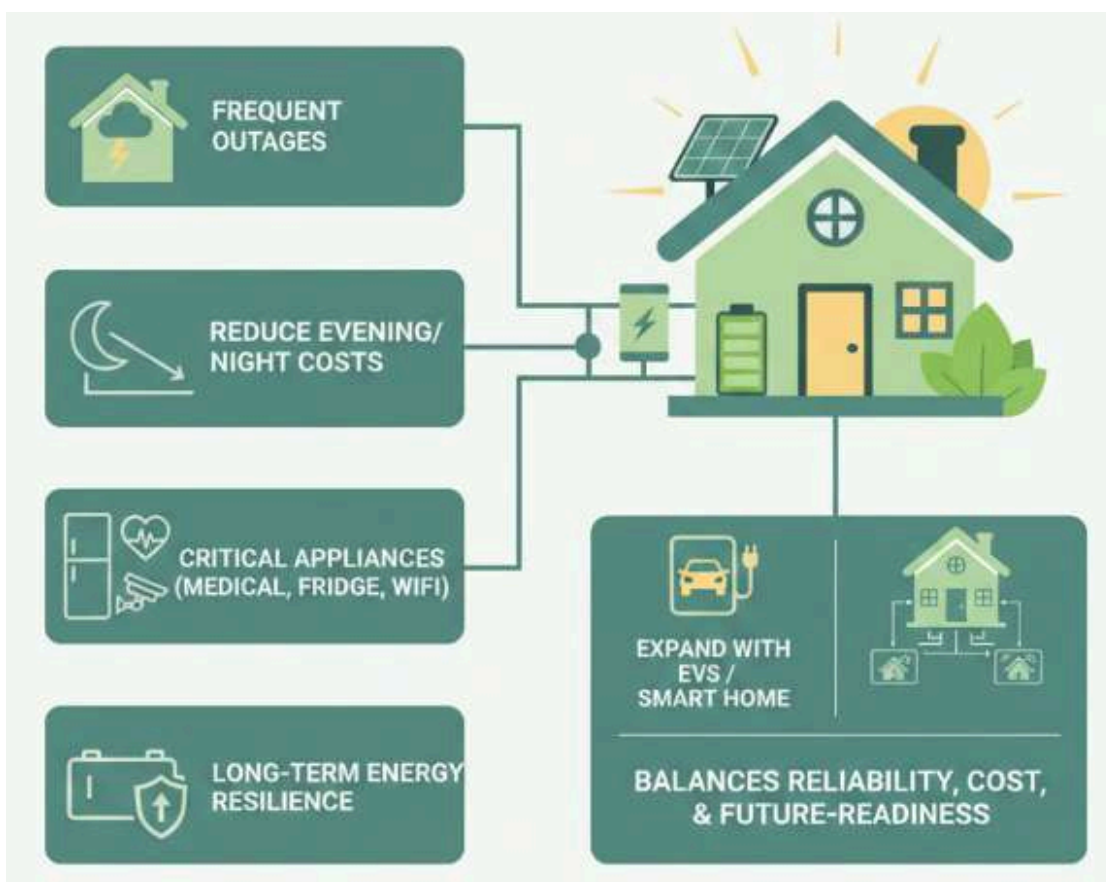 FREQUENT
OUTAGES
REDUCE EVENING/
NIGHT COSTS
CRITICAL APPLIANCES
(MEDICAL, FRIDGE, WIFI)
LONG-TERM ENERGY
RESILIENCE
EXPAND WITH
EVS /
SMART HOME
BALANCES RELIABILITY, COST,
& FUTURE-READINESS